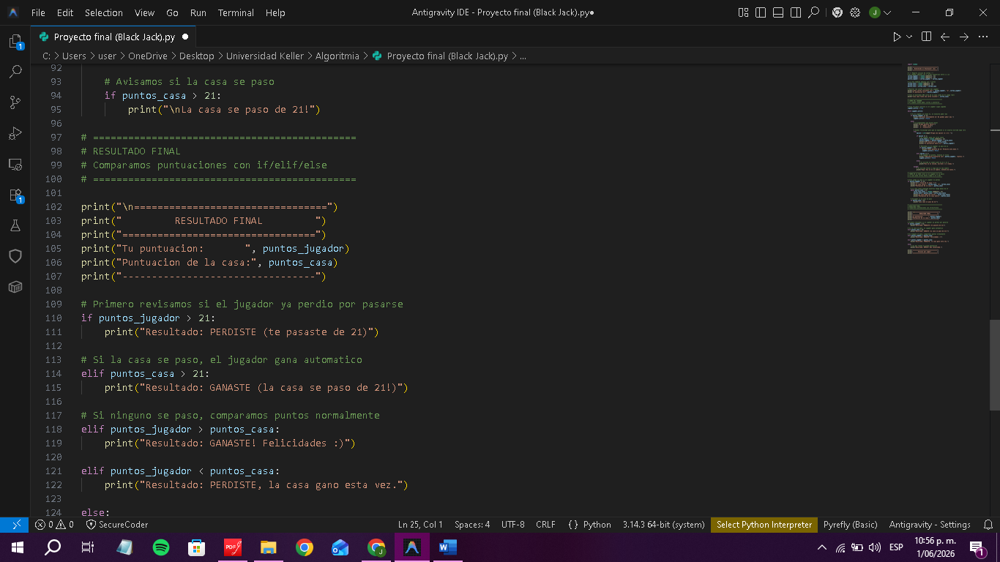 File Edit Selection View Go Run Terminal Help Antigravity IDE - Proyecto final (Black Jack).py● J
Proyecto final (Black Jack).py
C: > Users > user > OneDrive > Desktop > Universidad Keller > Algoritmia > Proyecto final (Black Jack).py > ...
1
1
92
93 # Avisamos si la casa se paso
94 if puntos_casa > 21:
95 print("\nLa casa se paso de 21!")
96
97 # =============================================
98 # RESULTADO FINAL
99 # Comparamos puntuaciones con if/elif/else
100 # =============================================
101
102 print("\n=================================")
103 print("         RESULTADO FINAL         ")
104 print("=================================")
105 print("Tu puntuacion:       ", puntos_jugador)
106 print("Puntuacion de la casa:", puntos_casa)
107 print("---------------------------------")
108
109 # Primero revisamos si el jugador ya perdio por pasarse
110 if puntos_jugador > 21:
111 print("Resultado: PERDISTE (te pasaste de 21)")
112
113 # Si la casa se paso, el jugador gana automatico
114 elif puntos_casa > 21:
115 print("Resultado: GANASTE (la casa se paso de 21!)")
116
117 # Si ninguno se paso, comparamos puntos normalmente
118 elif puntos_jugador > puntos_casa:
119 print("Resultado: GANASTE! Felicidades :)")
120
121 elif puntos_jugador < puntos_casa:
122 print("Resultado: PERDISTE, la casa gano esta vez.")
123
124 else:
0 0 SecureCoder Ln 25, Col 1 Spaces: 4 UTF-8 CRLF {} Python 3.14.3 64-bit (system) Select Python Interpreter Pyrefly (Basic) Antigravity - Settings
PDF J W ESP 10:56 p. m.
1/06/2026 1